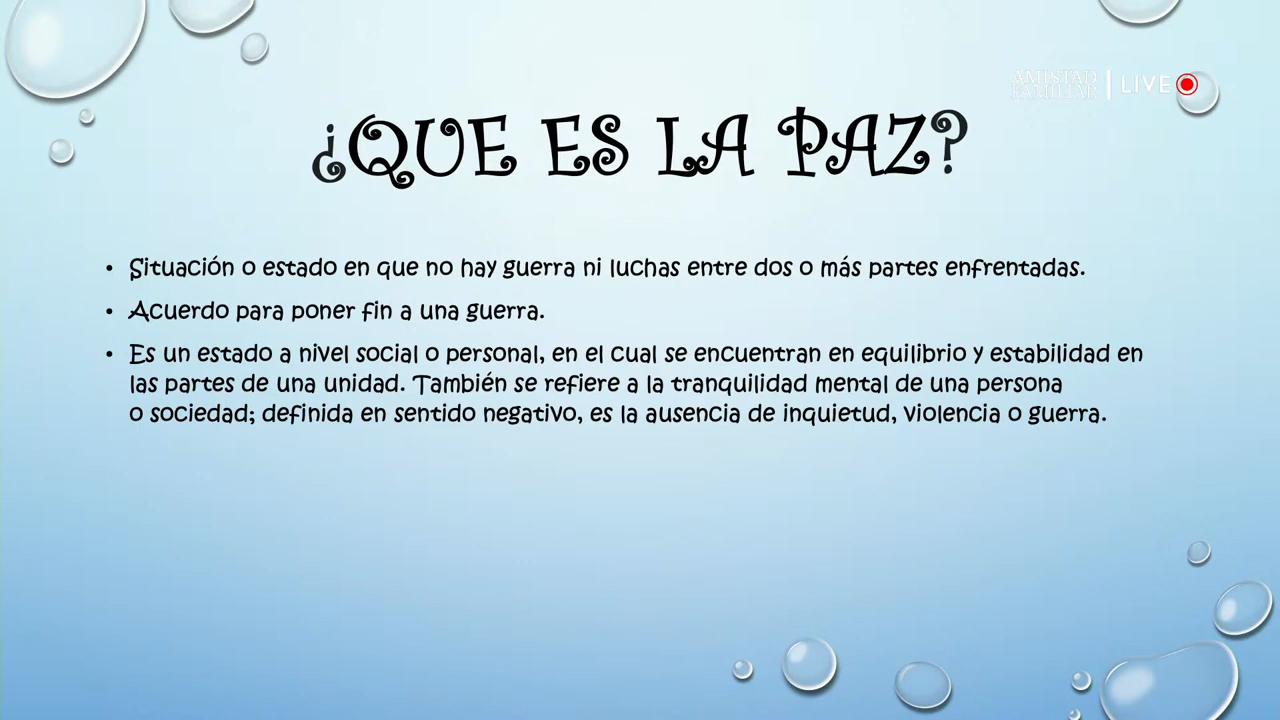 AMISTAD
FAMILIAR | LIVE
¿QUE ES LA PAZ?
• Situación o estado en que no hay guerra ni luchas entre dos o más partes enfrentadas.
• Acuerdo para poner fin a una guerra.
• Es un estado a nivel social o personal, en el cual se encuentran en equilibrio y estabilidad en
las partes de una unidad. También se refiere a la tranquilidad mental de una persona
o sociedad; definida en sentido negativo, es la ausencia de inquietud, violencia o guerra.